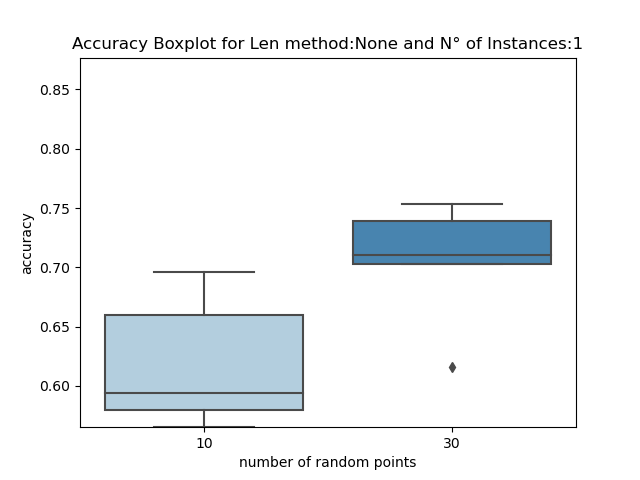 Accuracy Boxplot for Len method:None and N° of Instances:1
0.85
0.80
0.75
0.70
0.65
0.60
accuracy
10 30
number of random points